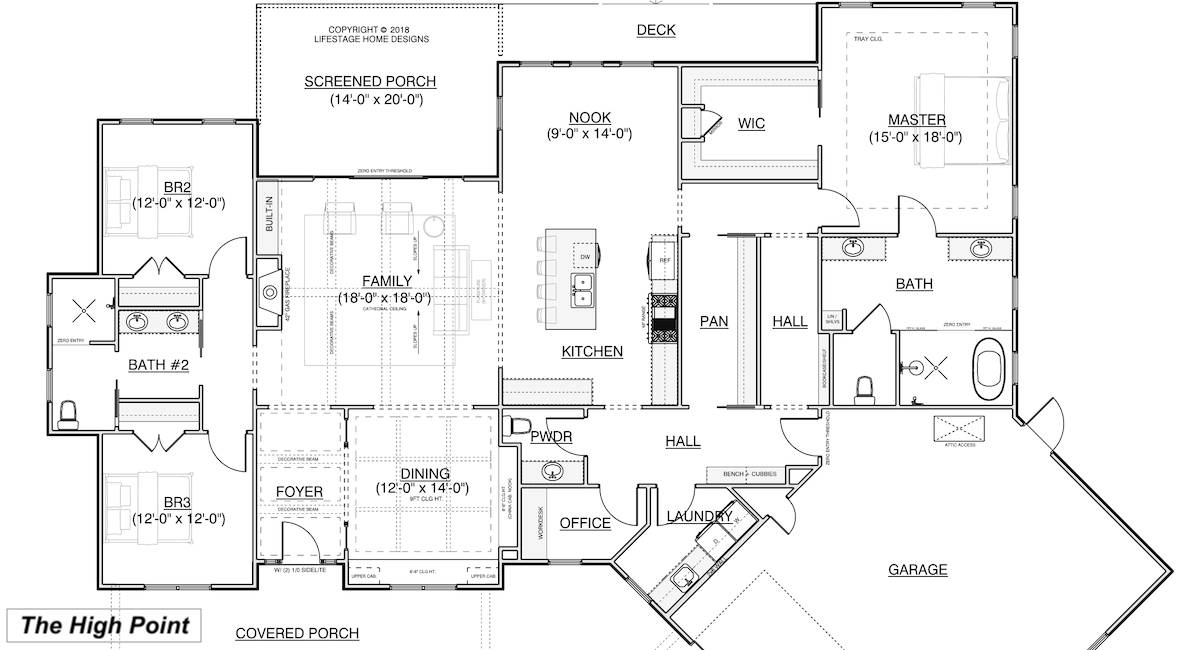 COPYRIGHT © 2018
LIFESTAGE HOME DESIGNS
DECK
TRAY CLG.
SCREENED PORCH
(14'-0" x 20'-0")
NOOK
(9'-0" x 14'-0")
WIC
MASTER
(15'-0" x 18'-0")
ZERO ENTRY THRESHOLD
BR2
(12'-0" x 12'-0")
BUILT-IN
DECORATIVE BEAMS
SLOPES UP
DW
REF
FAMILY
(18'-0" x 18'-0")
CATHEDRAL CEILING
42" GAS FIREPLACE
BATH
LIN /
SHLVS
ZERO ENTRY
PAN
HALL
48" RANGE
DECORATIVE BEAMS
SLOPES UP
ZERO ENTRY
BATH #2
KITCHEN
BOOKCASE/SHELF
PWDR
HALL
ZERO ENTRY THRESHOLD
ATTIC ACCESS
DECORATIVE BEAM
DINING
(12'-0" x 14'-0")
9FT CLG HT.
BENCH + CUBBIES
FOYER
DECORATIVE BEAM
8'-8" CLG HT.
(CHINA CAB. NOOK)
BR3
(12'-0" x 12'-0")
WORKDESK
OFFICE
LAUNDRY
W
D
W/ (2) 1/0 SIDELITE
UPPER CAB.
8'-8" CLG HT.
UPPER CAB.
GARAGE
The High Point
COVERED PORCH